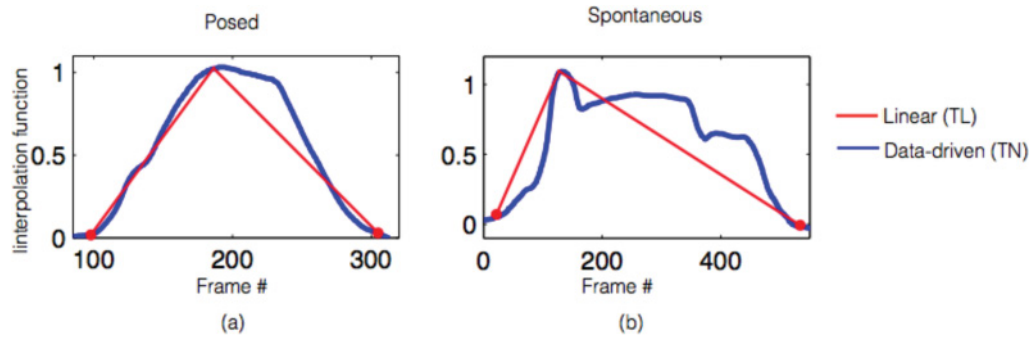 Posed
Spontaneous
linterpolation function
1
0.5
0
100
200
300
Frame #
(a)
1
0.5
0
0
200
400
Frame #
(b)
Linear (TL)
Data-driven (TN)